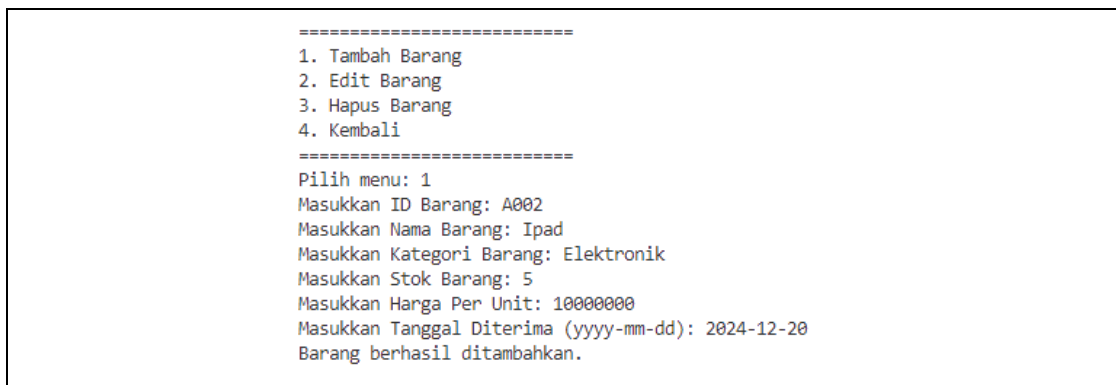 ===========================
1. Tambah Barang
2. Edit Barang
3. Hapus Barang
4. Kembali
===========================
Pilih menu: 1
Masukkan ID Barang: A002
Masukkan Nama Barang: Ipad
Masukkan Kategori Barang: Elektronik
Masukkan Stok Barang: 5
Masukkan Harga Per Unit: 10000000
Masukkan Tanggal Diterima (yyyy-mm-dd): 2024-12-20
Barang berhasil ditambahkan.